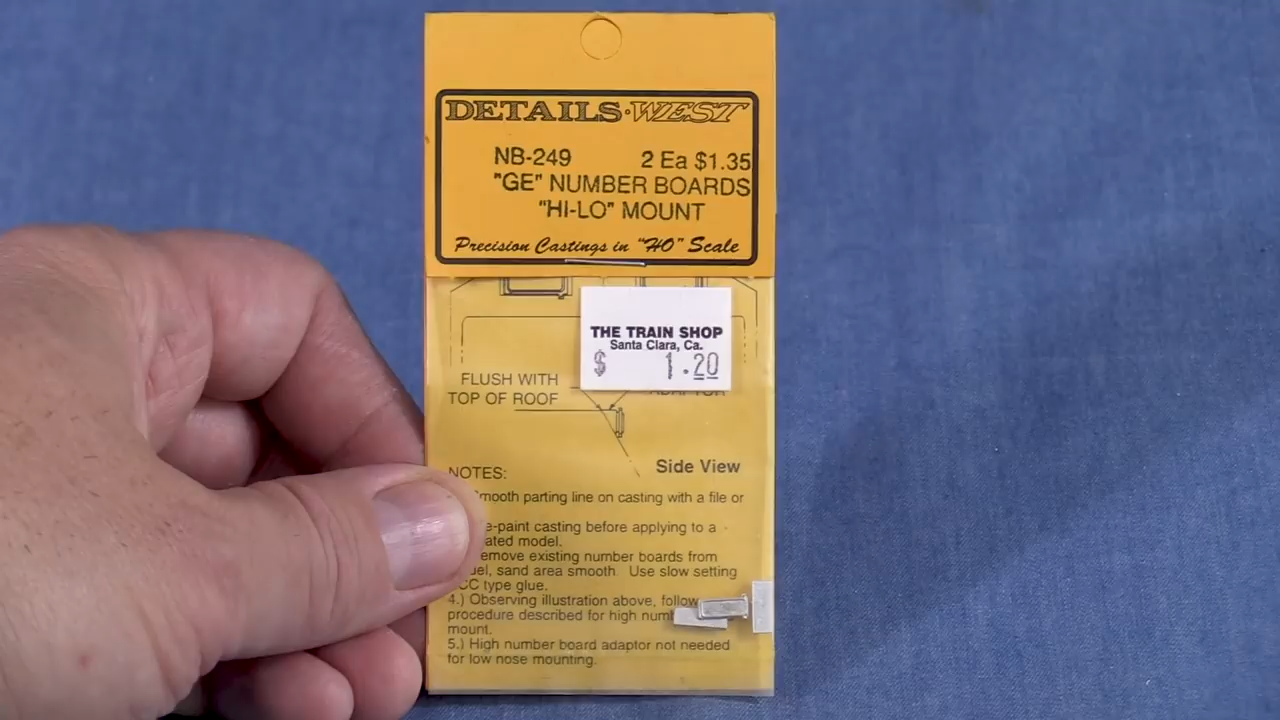 DETAILS·WEST
NB-249 2 Ea $1.35
"GE" NUMBER BOARDS
"HI-LO" MOUNT
Precision Castings in "HO" Scale
THE TRAIN SHOP
Santa Clara, Ca.
$ 1.20
FLUSH WITH
TOP OF ROOF
Side View
NOTES:
mooth parting line on casting with a file or
e-paint casting before applying to a
ated model.
emove existing number boards from
el, sand area smooth. Use slow setting
CC type glue.
4.) Observing illustration above, follow
procedure described for high num
mount.
5.) High number board adaptor not needed
for low nose mounting.